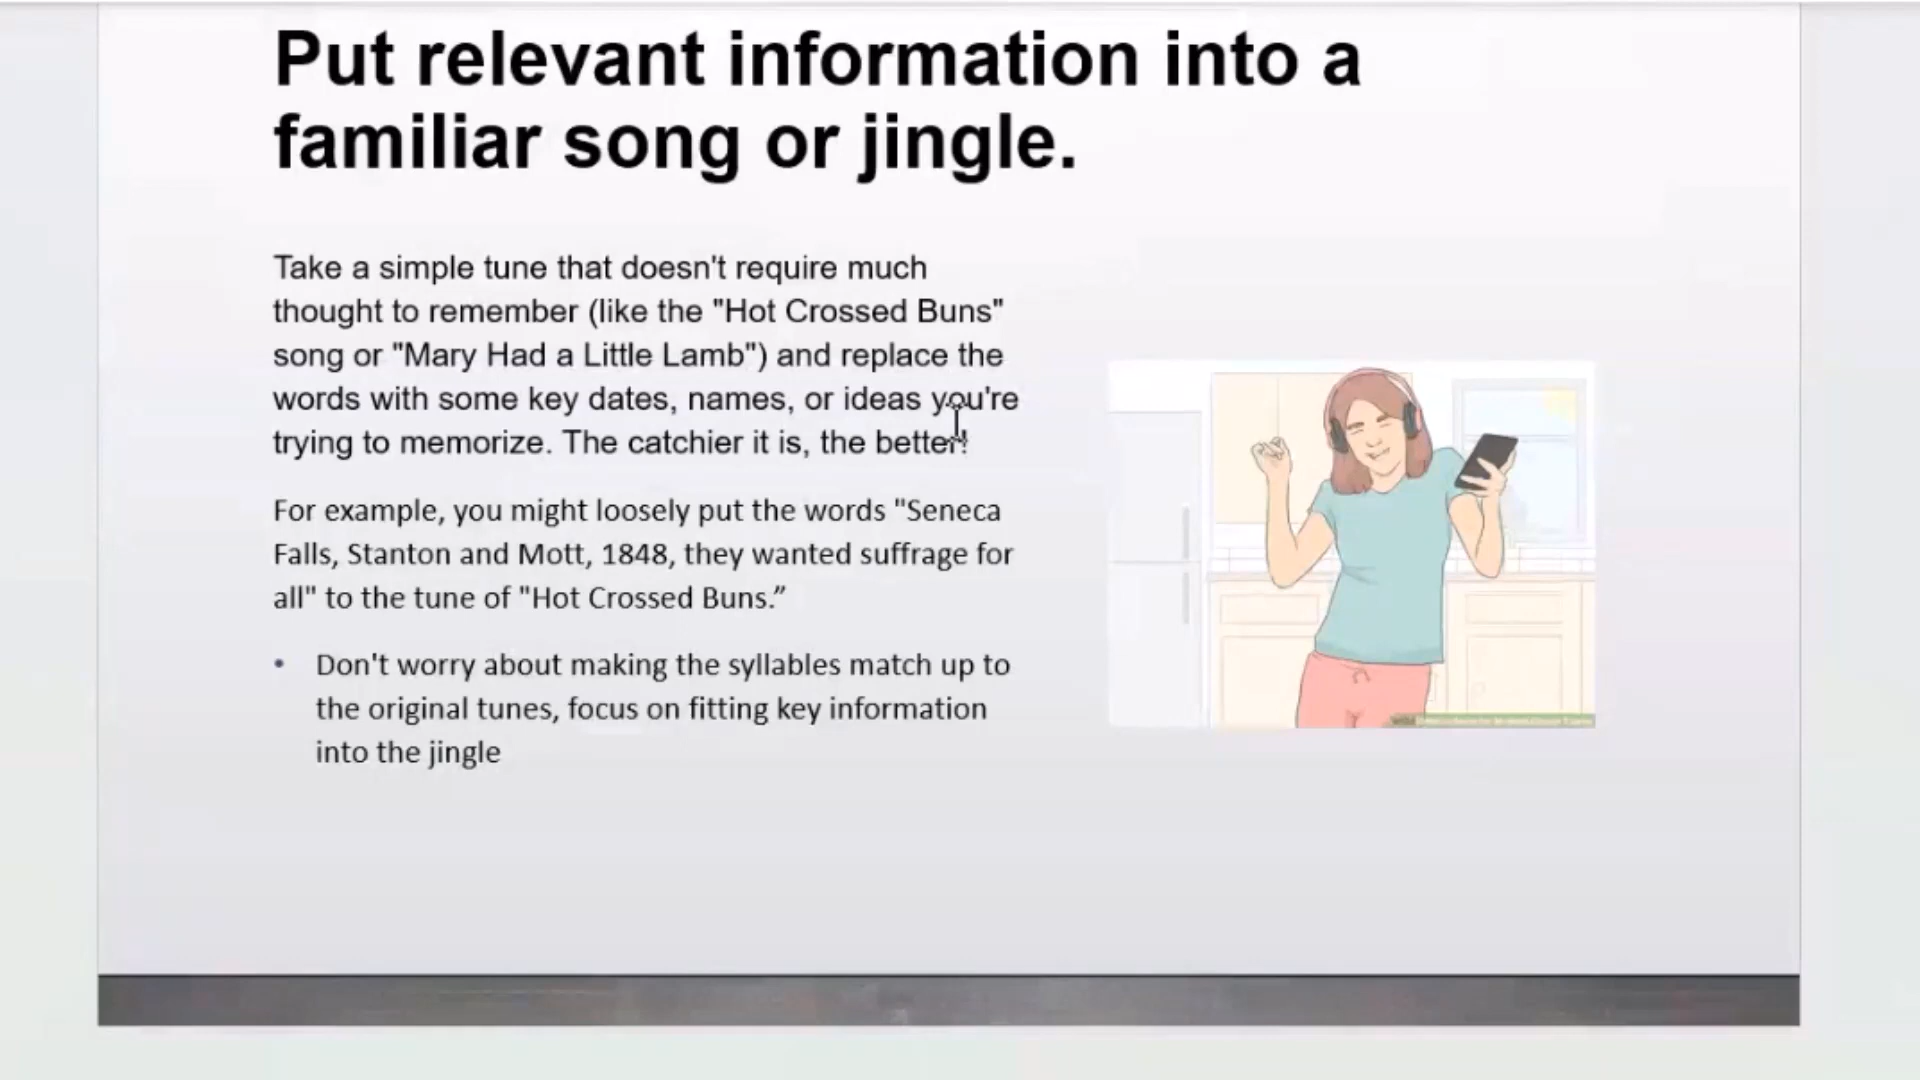 Put relevant information into a
familiar song or jingle.
Take a simple tune that doesn't require much
thought to remember (like the "Hot Crossed Buns"
song or "Mary Had a Little Lamb") and replace the
words with some key dates, names, or ideas you're
trying to memorize. The catchier it is, the better!
For example, you might loosely put the words "Seneca
Falls, Stanton and Mott, 1848, they wanted suffrage for
all" to the tune of "Hot Crossed Buns.”
• Don't worry about making the syllables match up to
the original tunes, focus on fitting key information
into the jingle